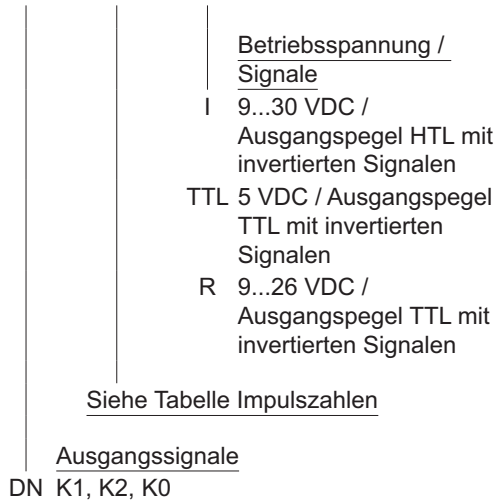 Betriebsspannung /
Signale
I 9...30 VDC /
Ausgangspegel HTL mit
invertierten Signalen
TTL 5 VDC / Ausgangspegel
TTL mit invertierten
Signalen
R 9...26 VDC /
Ausgangspegel TTL mit
invertierten Signalen
Siehe Tabelle Impulszahlen
Ausgangssignale
DN K1, K2, K0